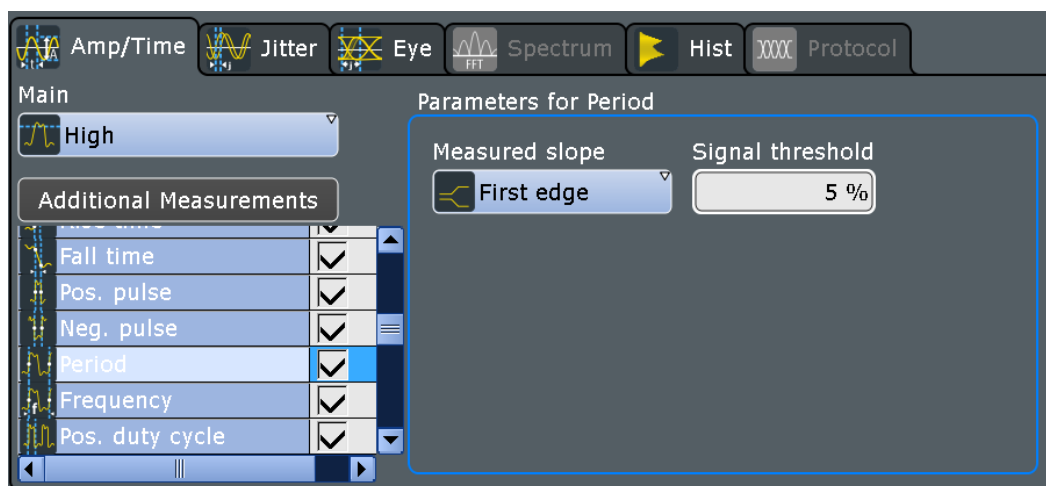 Amp/Time
Jitter
Eye
FFT
Spectrum
Hist
Protocol
Main
High
Additional Measurements
Fall time
Pos. pulse
Neg. pulse
Period
Frequency
Pos. duty cycle
Parameters for Period
Measured slope
Signal threshold
First edge
5 %